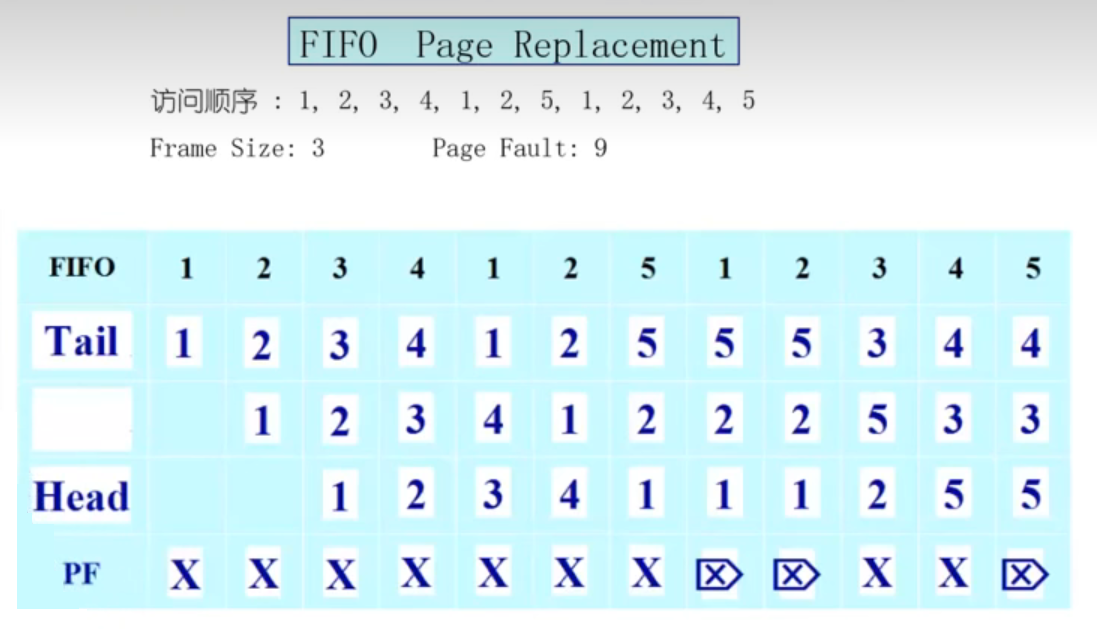 FIFO Page Replacement
访问顺序 : 1, 2, 3, 4, 1, 2, 5, 1, 2, 3, 4, 5
Frame Size: 3 Page Fault: 9
FIFO 1 2 3 4 1 2 5 1 2 3 4 5
Tail 1 2 3 4 1 2 5 5 5 3 4 4
1 2 3 4 1 2 2 2 5 3 3
Head 1 2 3 4 1 1 1 2 5 5
PF X X X X X X X ⌦ ⌦ X X ⌦